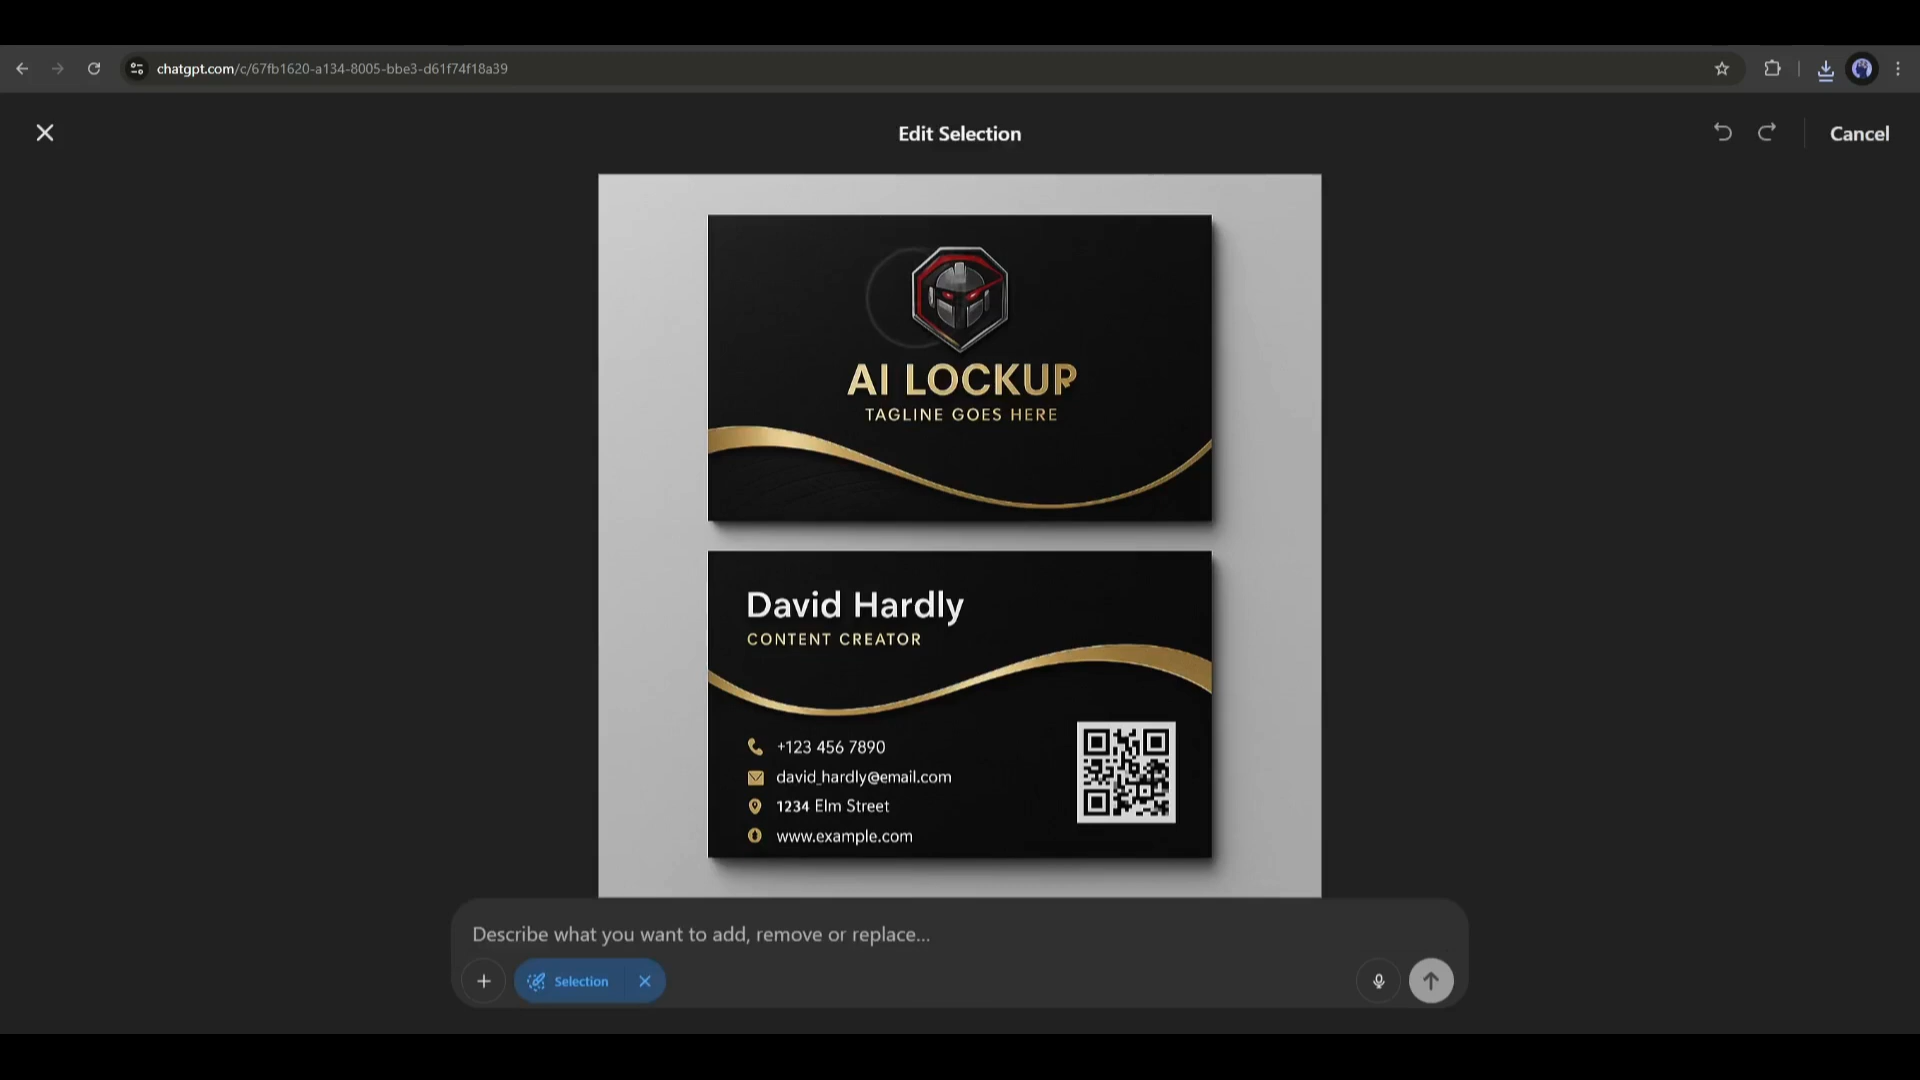 chatgpt.com/c/67fb1620-a134-8005-bbe3-d61f74f18a39
Edit Selection
Cancel
AI LOCKUP
TAGLINE GOES HERE
David Hardly
CONTENT CREATOR
+123 456 7890
david_hardly@email.com
1234 Elm Street
www.example.com
Describe what you want to add, remove or replace...
Selection